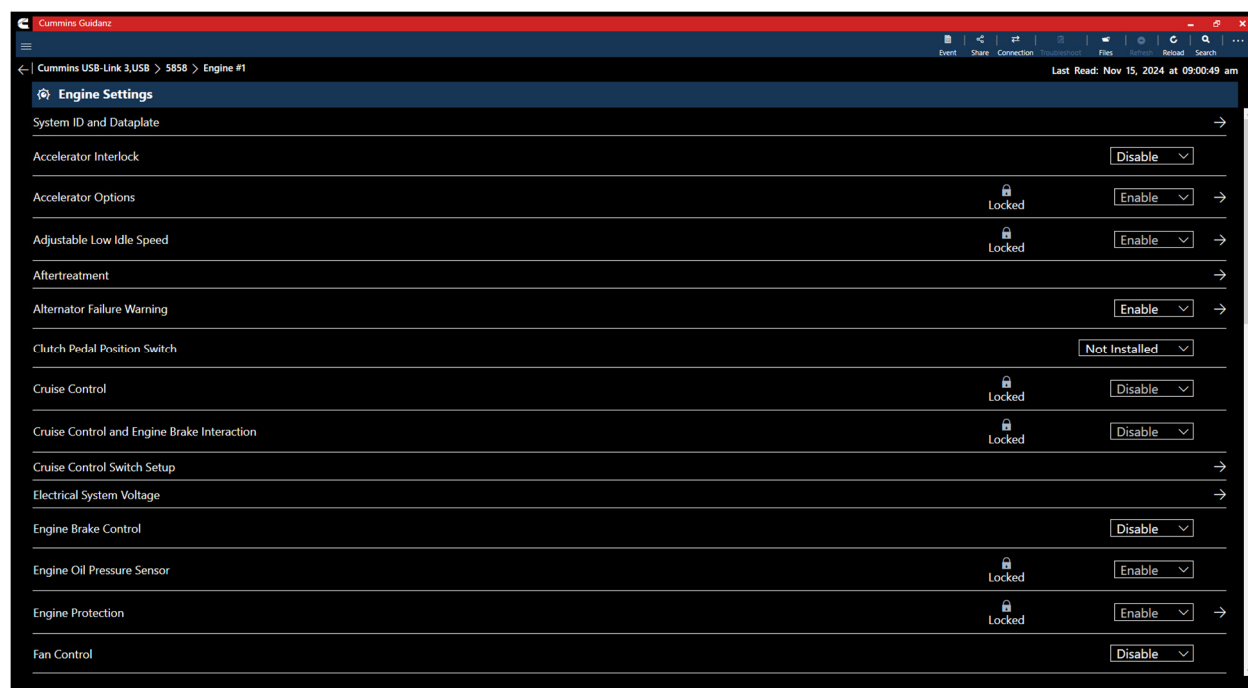 Cummins Guidanz
Event Share Connection Troubleshoot Files Refresh Reload Search
Cummins USB-Link 3,USB > 5858 > Engine #1
Last Read: Nov 15, 2024 at 09:00:49 am
Engine Settings
System ID and Dataplate
Accelerator Interlock Disable
Accelerator Options Locked Enable
Adjustable Low Idle Speed Locked Enable
Aftertreatment
Alternator Failure Warning Enable
Clutch Pedal Position Switch Not Installed
Cruise Control Locked Disable
Cruise Control and Engine Brake Interaction Locked Disable
Cruise Control Switch Setup
Electrical System Voltage
Engine Brake Control Disable
Engine Oil Pressure Sensor Locked Enable
Engine Protection Locked Enable
Fan Control Disable